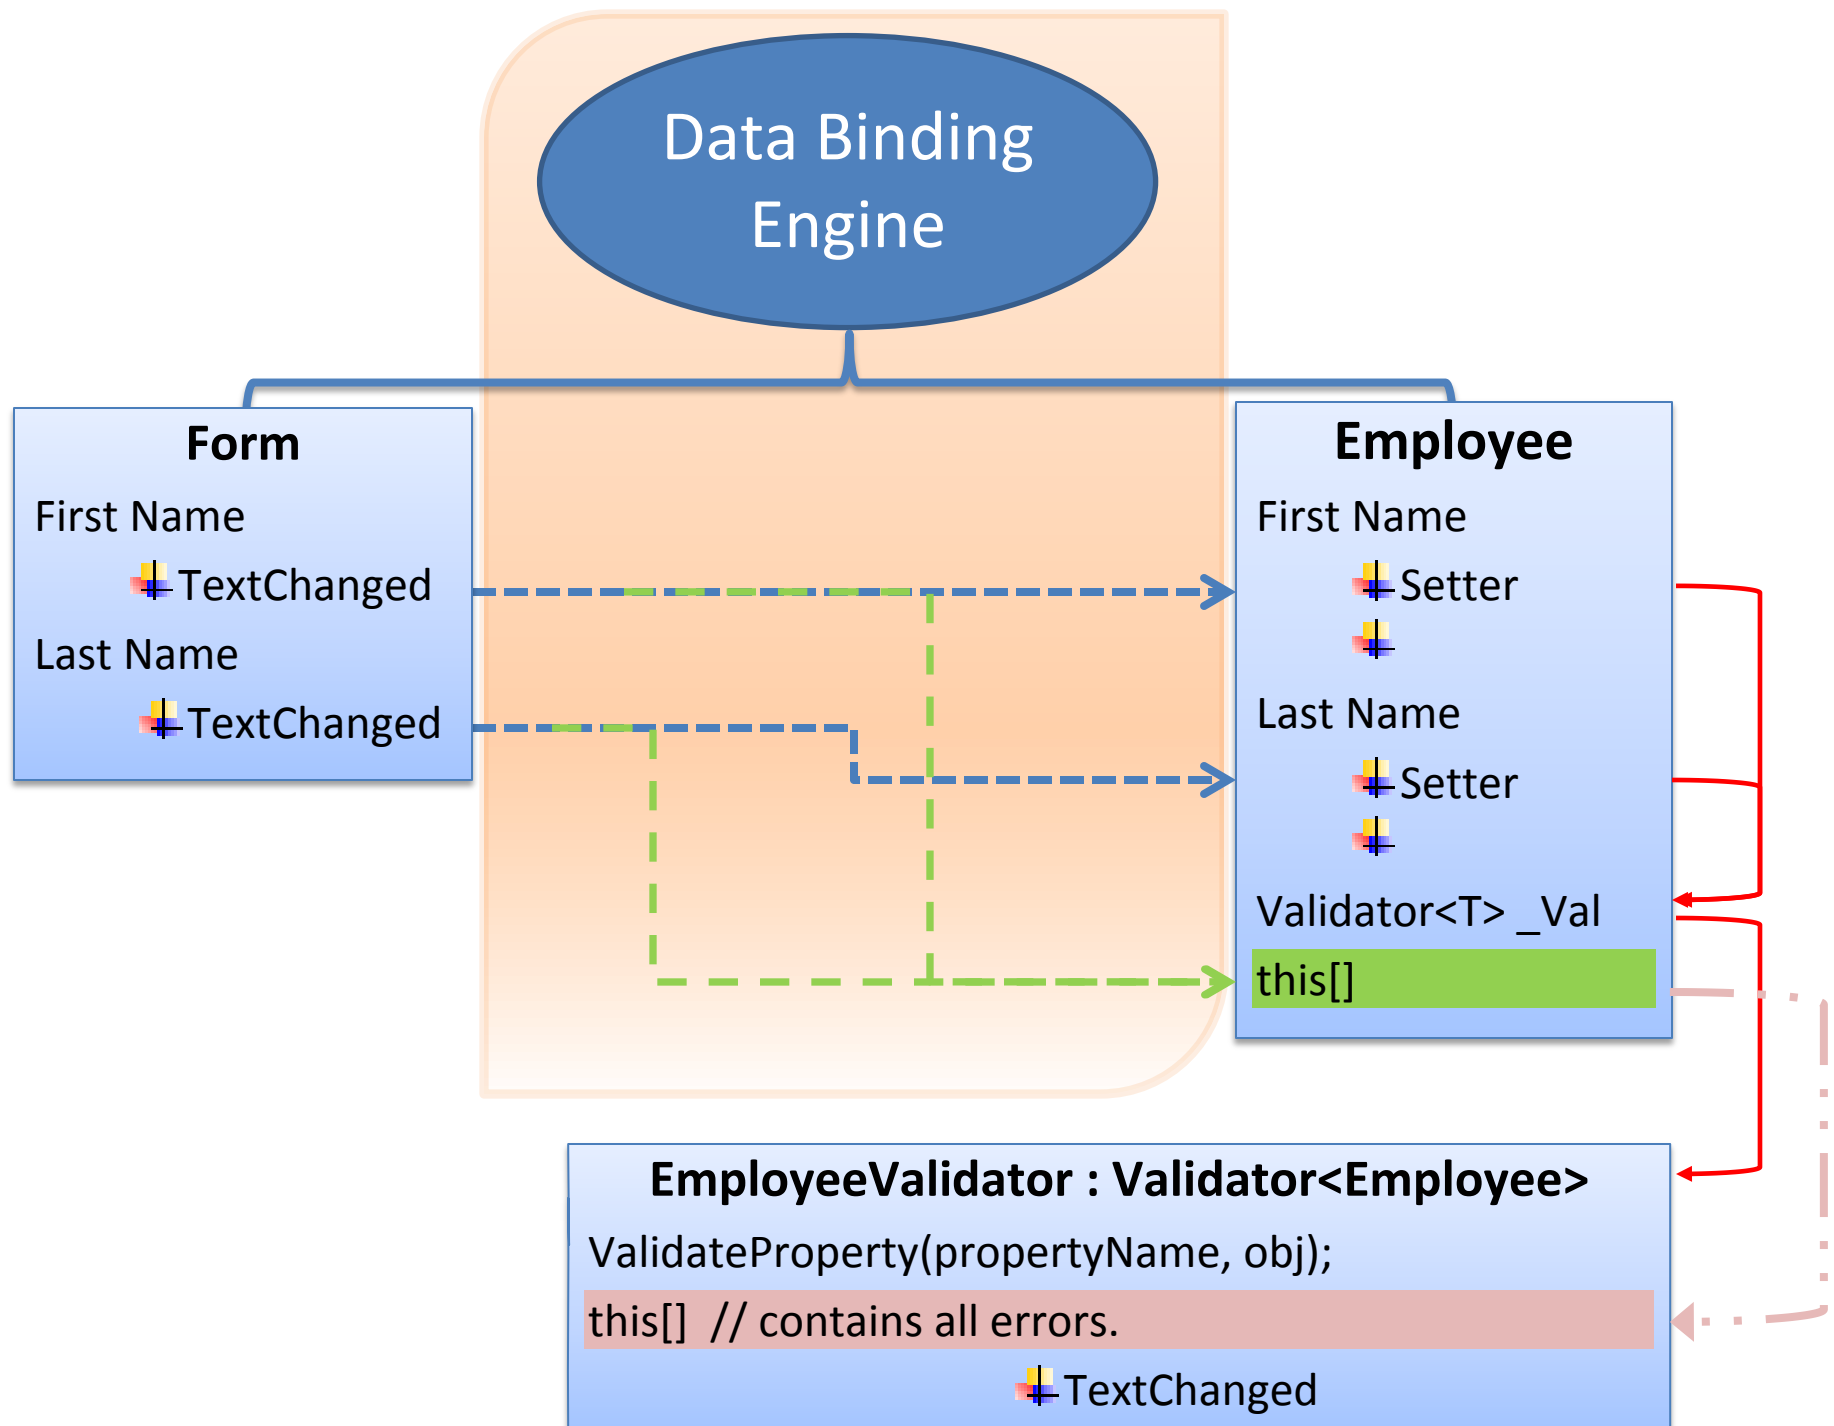 Data Binding
Engine
Form
First Name
TextChanged
Last Name
TextChanged
Employee
First Name
Setter
Last Name
Setter
Validator<T> _Val
this[]
EmployeeValidator : Validator<Employee>
ValidateProperty(propertyName, obj);
this[]  // contains all errors.
TextChanged